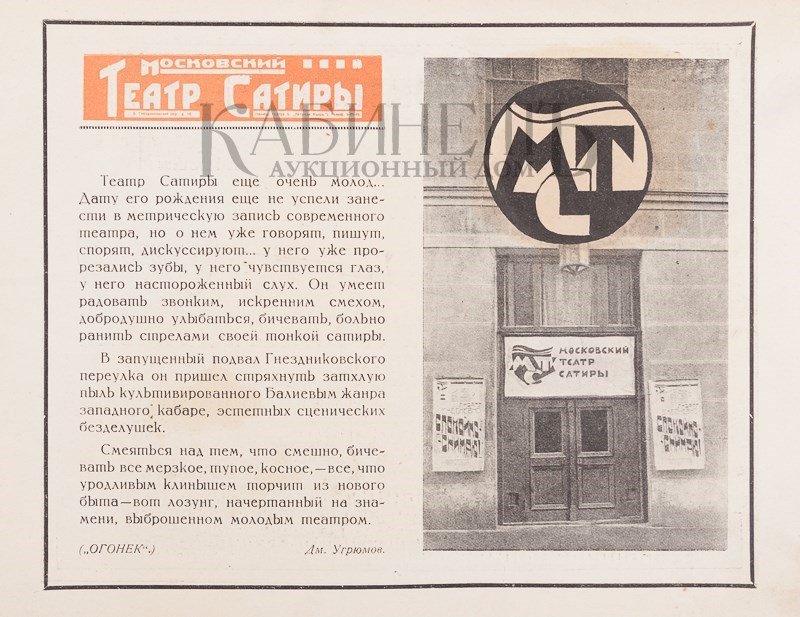 Московский
Театр Сатиры
КАБИНЕТЪ
АУКЦИОННЫЙ ДОМ
Театр Сатиры еще очень молод...
Дату его рождения еще не успели зане-
сти в метрическую запись современного
театра, но о нем уже говорят, пишут,
спорят, дискуссируют... у него уже про-
резались зубы, у него чувствуется глаз,
у него настороженный слух. Он умеет
радовать звонким, искренним смехом,
добродушно улыбаться, бичевать, больно
ранить стрелами своей тонкой сатиры.
В запущенный подвал Гнездниковского
переулка он пришел стряхнуть затхлую
пыль культивированного Балиевым жанра
западного кабаре, эстетных сценических
безделушек.
Смеяться над тем, что смешно, биче-
вать все мерзкое, тупое, косное,—все, что
уродливым клинышем торчит из нового
быта—вот лозунг, начертанный на зна-
мени, выброшенном молодым театром.
(„ОГОНЕК“.) Дм. Угрюмов.
МТС
МОСКОВСКИЙ
ТЕАТР
САТИРЫ
СПОКОЙНО-
СНИМАЮ!
СПОКОЙНО-
СНИМАЮ!